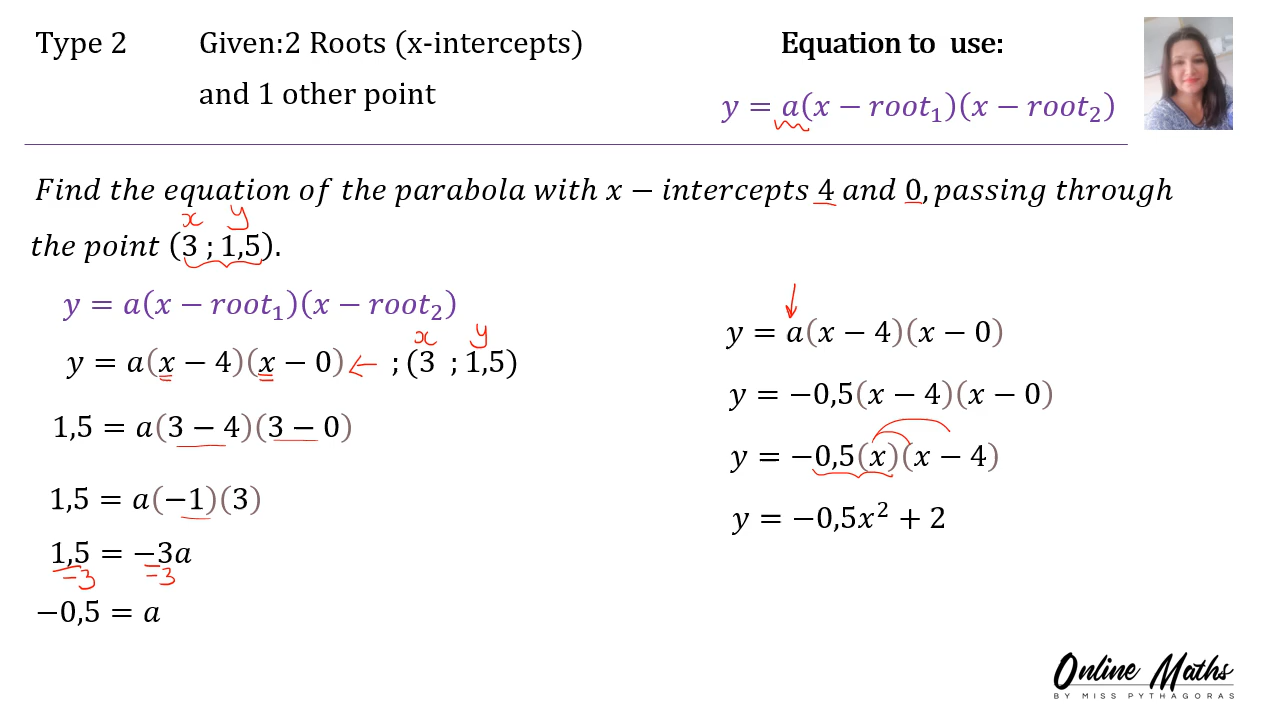 Type 2 Given:2 Roots (x-intercepts) Equation to use:
and 1 other point
y = a(x − root₁)(x − root₂)
Find the equation of the parabola with x − intercepts 4 and 0, passing through
x y
the point (3 ; 1,5).
y = a(x − root₁)(x − root₂)
x y
y = a(x − 4)(x − 0) ← ; (3 ; 1,5)
1,5 = a(3 − 4)(3 − 0)
1,5 = a(−1)(3)
1,5 = −3a
−3 −3
−0,5 = a
y = a(x − 4)(x − 0)
y = −0,5(x − 4)(x − 0)
y = −0,5(x)(x − 4)
y = −0,5x² + 2
Online Maths
BY MISS PYTHAGORAS